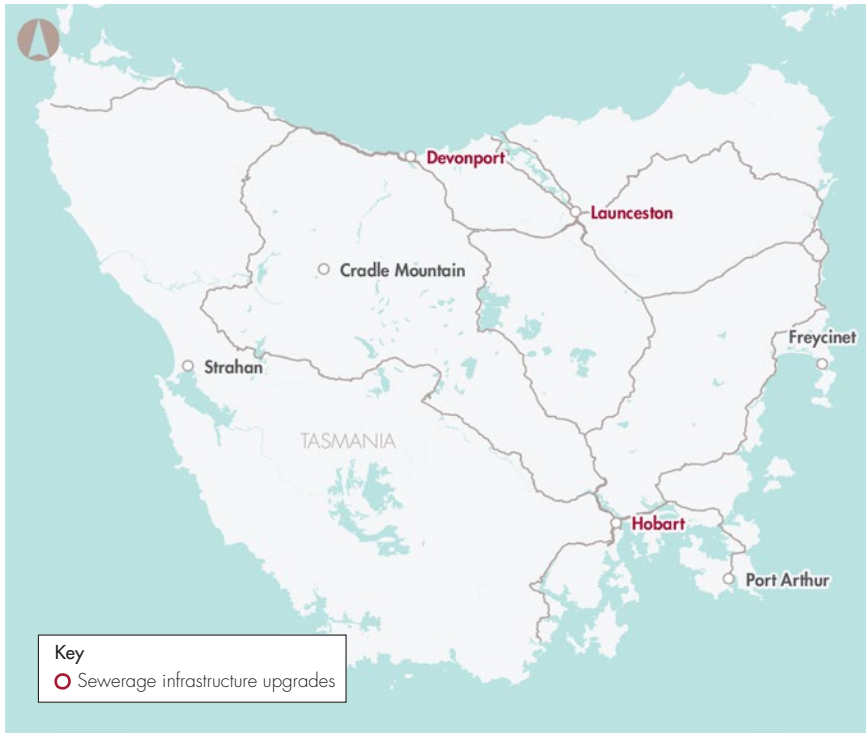 Devonport
Launceston
Cradle Mountain
Freycinet
Strahan
TASMANIA
Hobart
Port Arthur
Key
Sewerage infrastructure upgrades